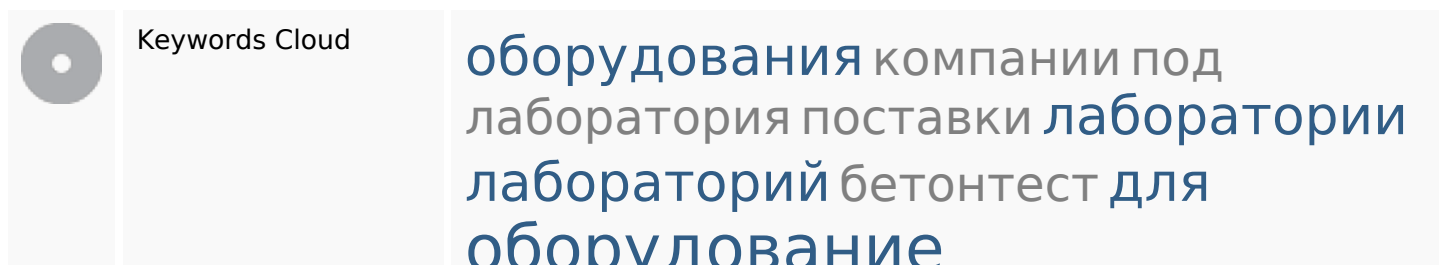 Keywords Cloud
оборудования компании под
лаборатория поставки лаборатории
лабораторий бетонтест для
оборудование